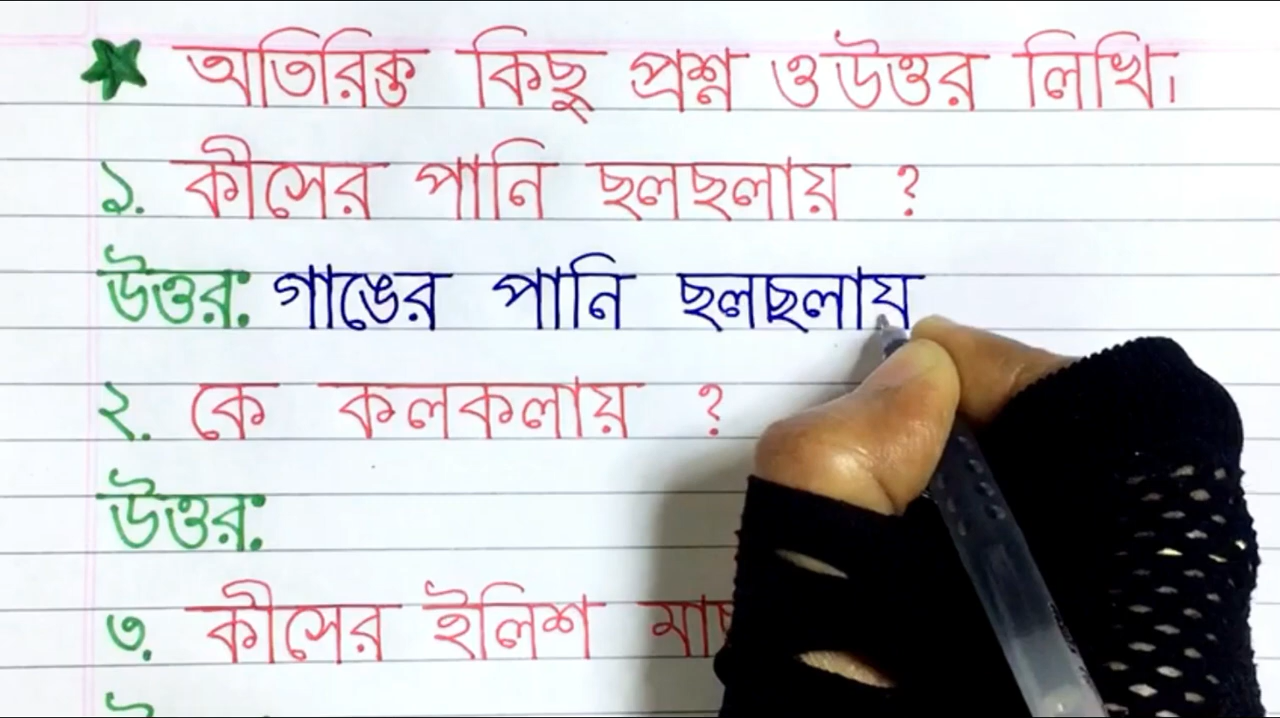 অতিরিক্ত কিছু প্রশ্ন ও উত্তর লিখি।
১. কীসের পানি ছলছলায় ?
উত্তর: গাঙের পানি ছলছলায
২. কে কলকলায় ?
উত্তর:
৩. কীসের ইলিশ